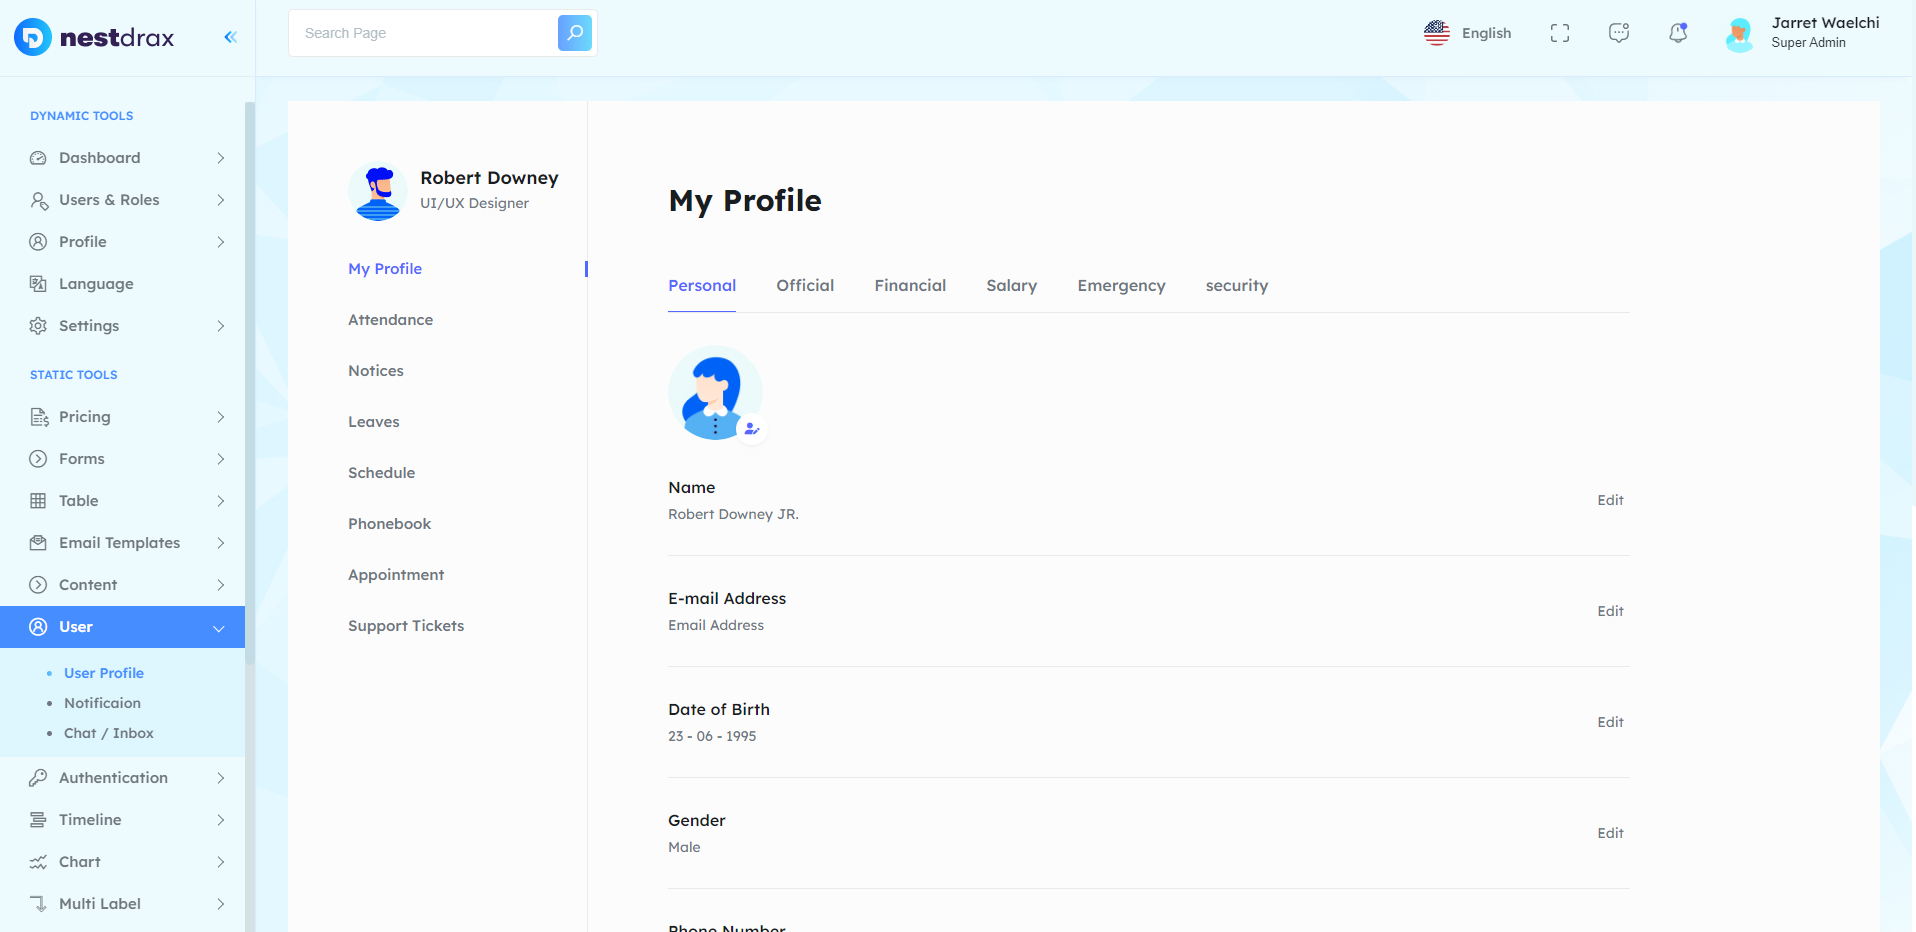 nestdrax
Search Page
English
Jarret Waelchi
Super Admin
DYNAMIC TOOLS
Dashboard
Users & Roles
Profile
Language
Settings
STATIC TOOLS
Pricing
Forms
Table
Email Templates
Content
User
User Profile
Notificaion
Chat / Inbox
Authentication
Timeline
Chart
Multi Label
Robert Downey
UI/UX Designer
My Profile
Attendance
Notices
Leaves
Schedule
Phonebook
Appointment
Support Tickets
My Profile
Personal Official Financial Salary Emergency security
Name
Robert Downey JR.
Edit
E-mail Address
Email Address
Edit
Date of Birth
23 - 06 - 1995
Edit
Gender
Male
Edit
Phone Number